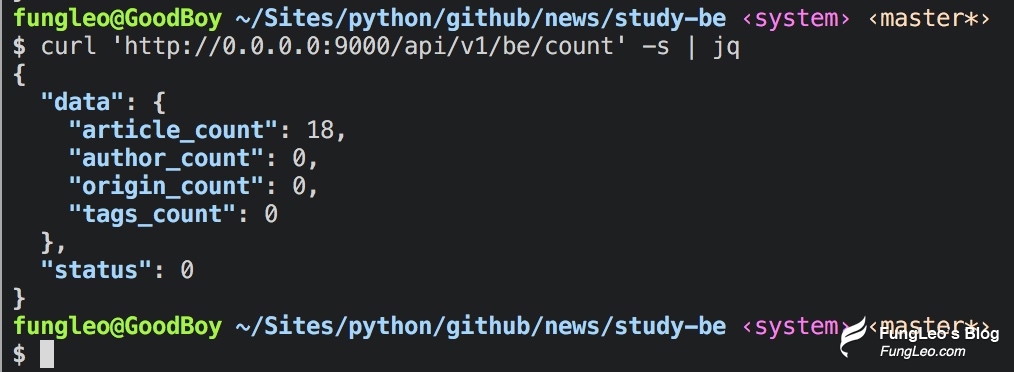 fungleo@GoodBoy ~/Sites/python/github/news/study-be ‹system› ‹master*›
$ curl 'http://0.0.0.0:9000/api/v1/be/count' -s | jq
{
  "data": {
    "article_count": 18,
    "author_count": 0,
    "origin_count": 0,
    "tags_count": 0
  },
  "status": 0
}
fungleo@GoodBoy ~/Sites/python/github/news/study-be ‹system› ‹master*›
$
FungLeo's Blog
FungLeo.com